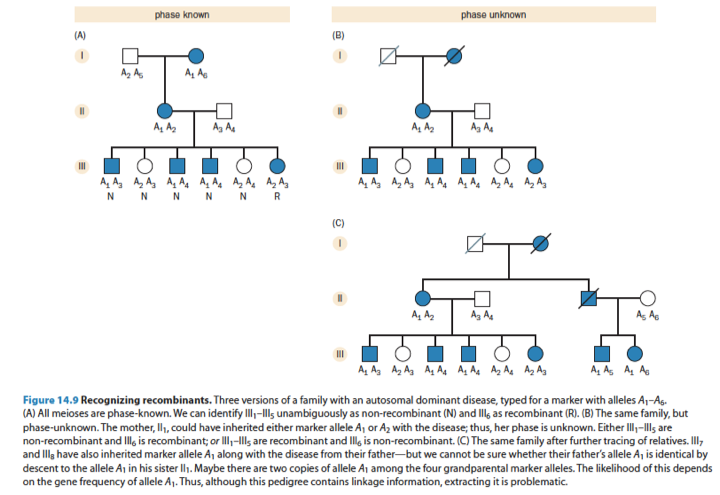 phase known
phase unknown
(A)
I
A2 A5
A1 A6
II
A1 A2
A3 A4
III
A1 A3 A2 A3 A1 A4 A1 A4 A2 A4 A2 A3
N N N N N R
(B)
I
II
A1 A2
A3 A4
III
A1 A3 A2 A3 A1 A4 A1 A4 A2 A4 A2 A3
(C)
I
II
A1 A2
A3 A4
A5 A6
III
A1 A3 A2 A3 A1 A4 A1 A4 A2 A4 A2 A3 A1 A5 A1 A6
Figure 14.9 Recognizing recombinants. Three versions of a family with an autosomal dominant disease, typed for a marker with alleles A1–A6.
(A) All meioses are phase-known. We can identify III1–III5 unambiguously as non-recombinant (N) and III6 as recombinant (R). (B) The same family, but
phase-unknown. The mother, II1, could have inherited either marker allele A1 or A2 with the disease; thus, her phase is unknown. Either III1–III5 are
non-recombinant and III6 is recombinant; or III1–III5 are recombinant and III6 is non-recombinant. (C) The same family after further tracing of relatives. III7
and III8 have also inherited marker allele A1 along with the disease from their father—but we cannot be sure whether their father's allele A1 is identical by
descent to the allele A1 in his sister II1. Maybe there are two copies of allele A1 among the four grandparental marker alleles. The likelihood of this depends
on the gene frequency of allele A1. Thus, although this pedigree contains linkage information, extracting it is problematic.